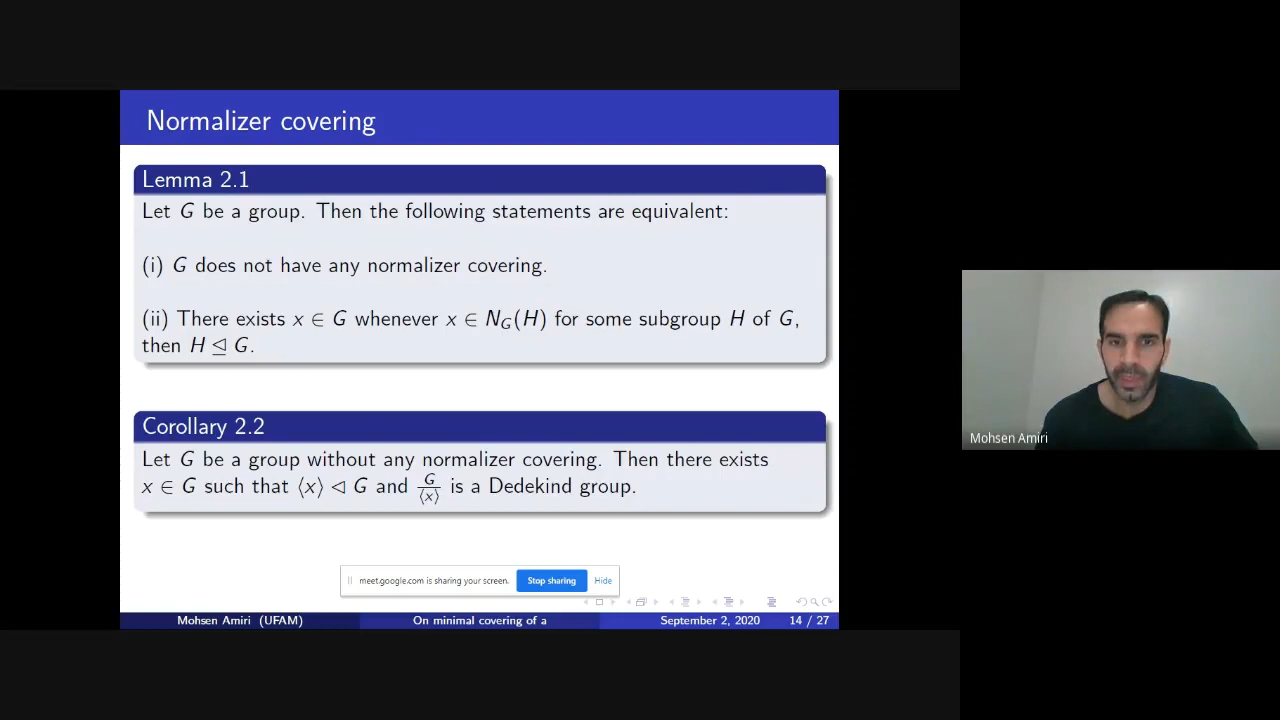 Normalizer covering
Lemma 2.1
Let G be a group. Then the following statements are equivalent:
(i) G does not have any normalizer covering.
(ii) There exists x ∈ G whenever x ∈ N_G(H) for some subgroup H of G,
then H ⊴ G.
Corollary 2.2
Let G be a group without any normalizer covering. Then there exists
x ∈ G such that ⟨x⟩ ◁ G and G/⟨x⟩ is a Dedekind group.
meet.google.com is sharing your screen. Stop sharing Hide
Mohsen Amiri (UFAM) On minimal covering of a September 2, 2020 14 / 27
Mohsen Amiri